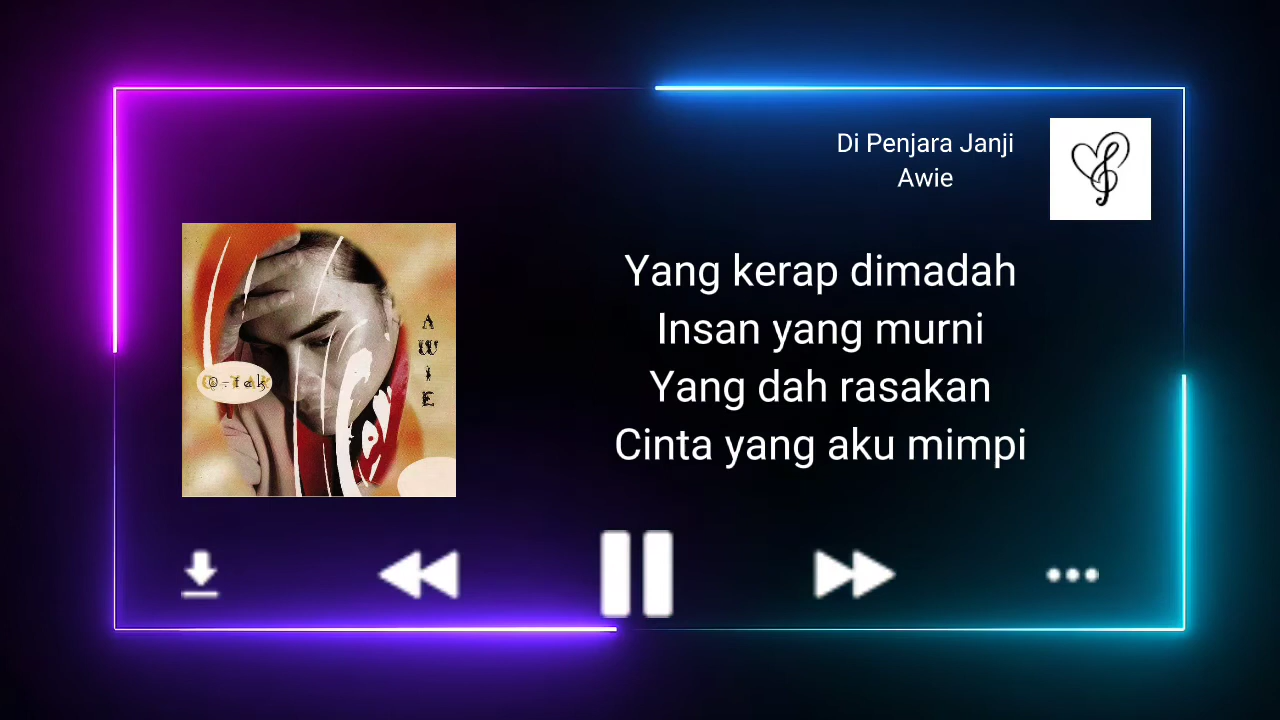 Di Penjara Janji
Awie
Yang kerap dimadah
Insan yang murni
Yang dah rasakan
Cinta yang aku mimpi
AWIE